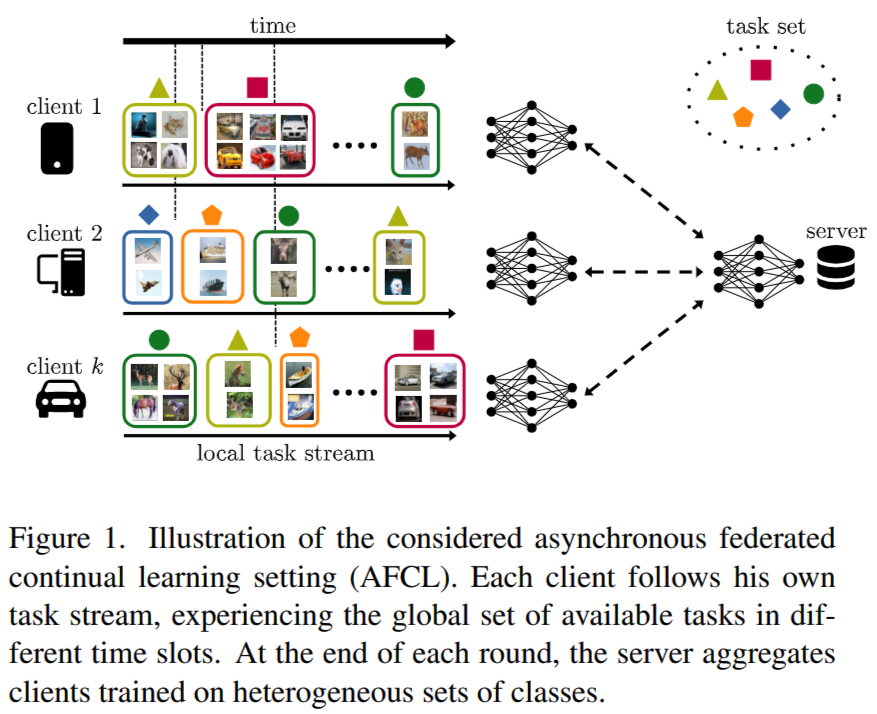 time
task set
client 1
client 2
server
client k
local task stream
Figure 1. Illustration of the considered asynchronous federated
continual learning setting (AFCL). Each client follows his own
task stream, experiencing the global set of available tasks in dif-
ferent time slots. At the end of each round, the server aggregates
clients trained on heterogeneous sets of classes.